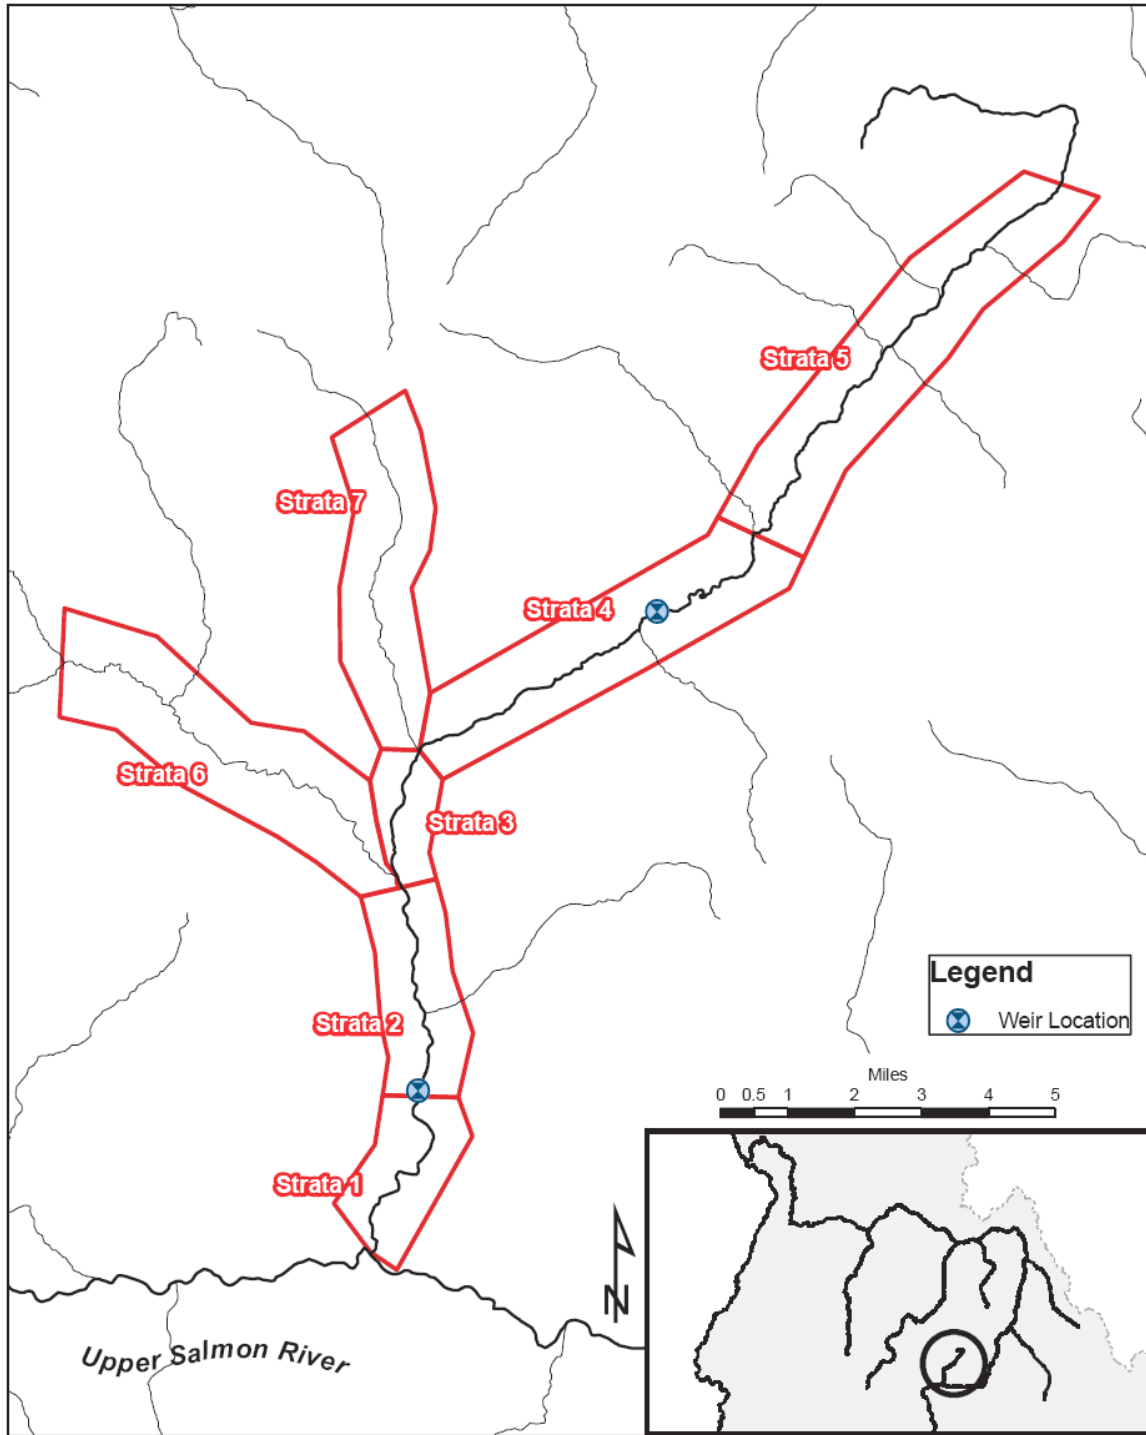 Strata 5
Strata 7
Strata 4
Strata 6
Strata 3
Legend
Strata 2
Weir Location
Miles
0 0.5 1 2 3 4 5
Strata 1
N
Upper Salmon River